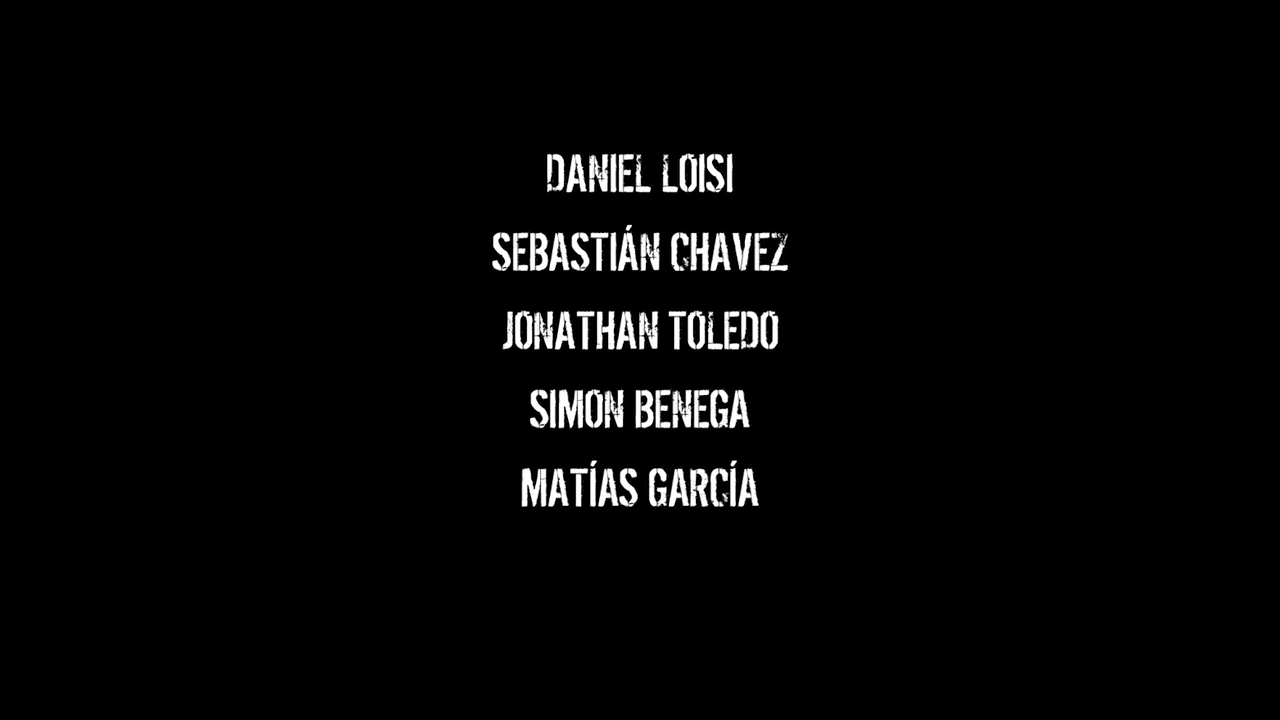 DANIEL LOISI
SEBASTIÁN CHAVEZ
JONATHAN TOLEDO
SIMON BENEGA
MATÍAS GARCÍA